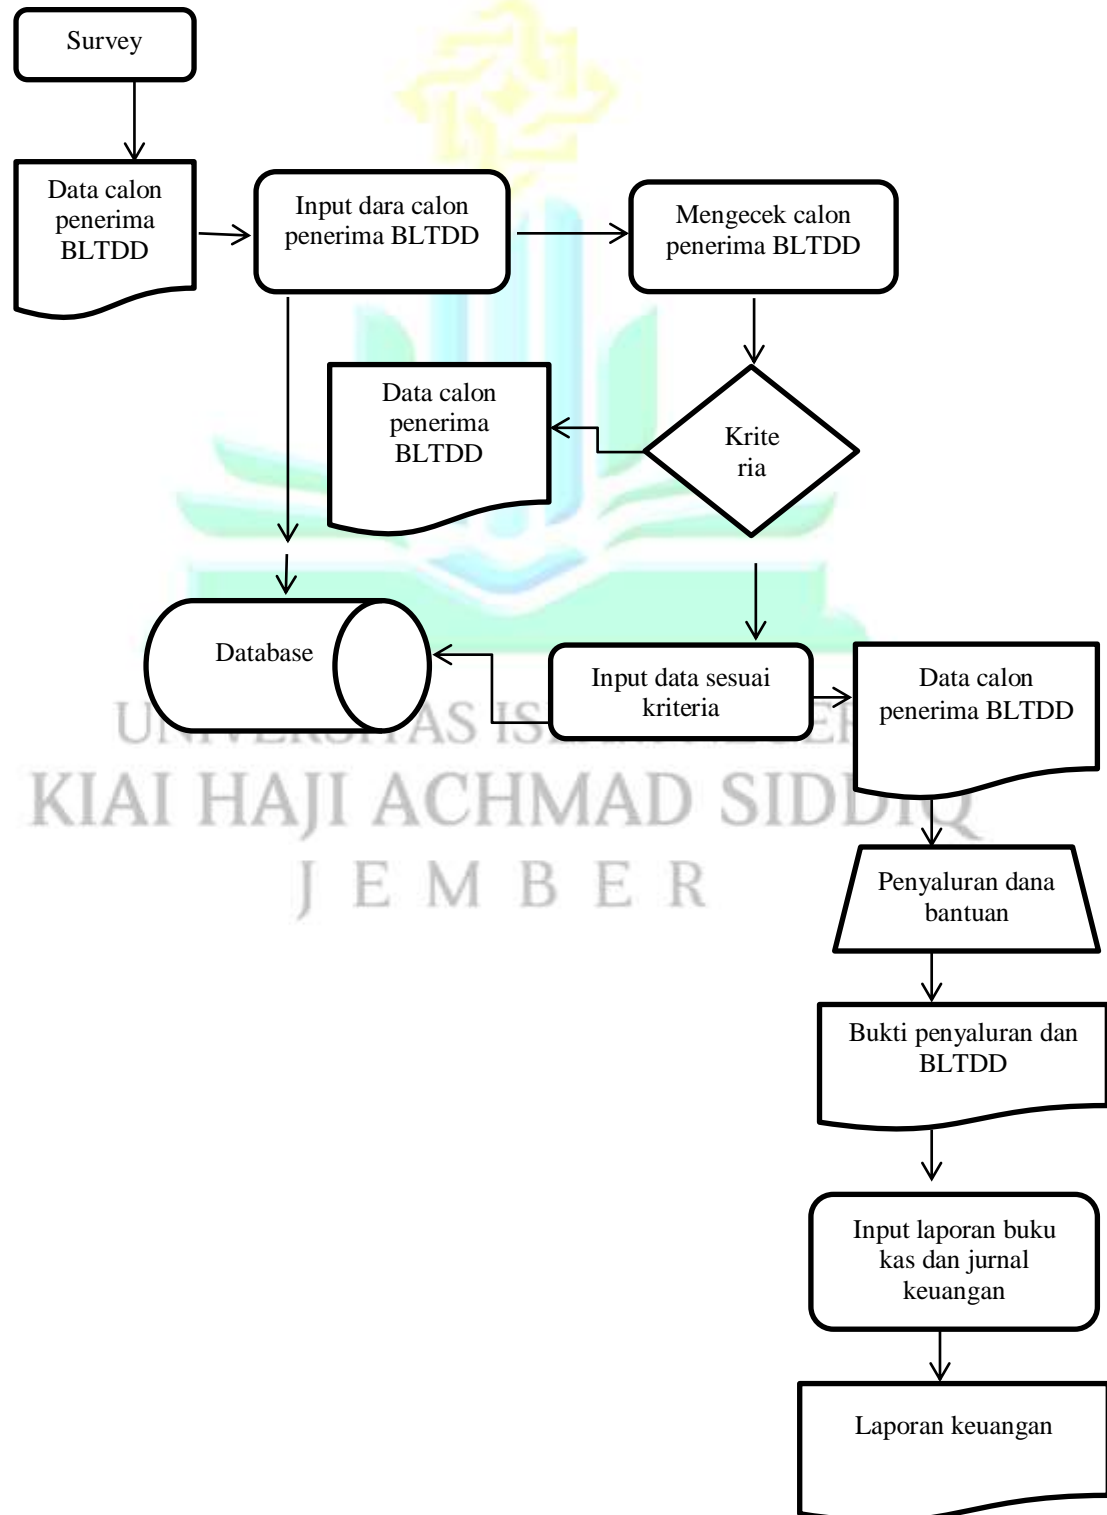 Survey
Data calon
penerima
BLTDD
Input dara calon
penerima BLTDD
Mengecek calon
penerima BLTDD
Data calon
penerima
BLTDD
Krite
ria
Database
Input data sesuai
kriteria
Data calon
penerima BLTDD
UNIVERSITAS ISLAM NEGERI
KIAI HAJI ACHMAD SIDDIQ
JEMBER
Penyaluran dana
bantuan
Bukti penyaluran dan
BLTDD
Input laporan buku
kas dan jurnal
keuangan
Laporan keuangan